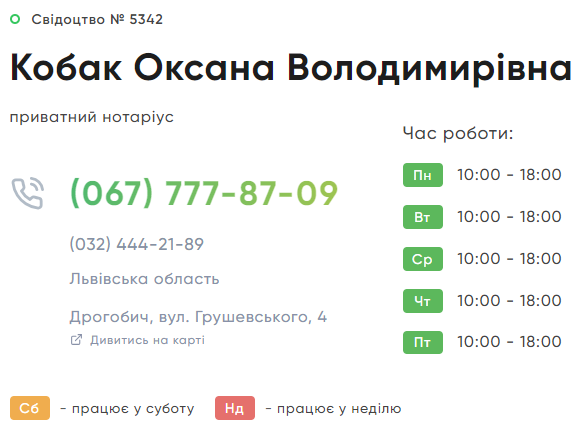 Свідоцтво № 5342
Кобак Оксана Володимирівна
приватний нотаріус
(067) 777-87-09
(032) 444-21-89
Львівська область
Дрогобич, вул. Грушевського, 4
Дивитись на карті
Час роботи:
Пн 10:00 - 18:00
Вт 10:00 - 18:00
Ср 10:00 - 18:00
Чт 10:00 - 18:00
Пт 10:00 - 18:00
Сб - працює у суботу Нд - працює у неділю